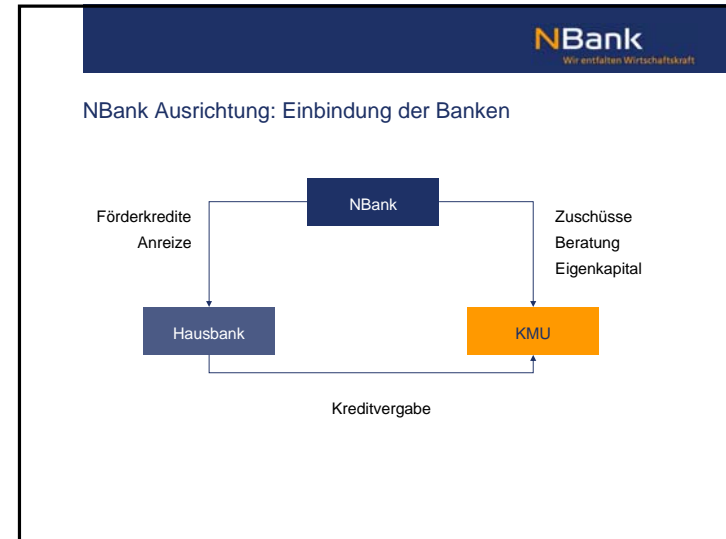 NBank
Wir entfalten Wirtschaftskraft
NBank Ausrichtung: Einbindung der Banken
NBank
Förderkredite
Anreize
Zuschüsse
Beratung
Eigenkapital
Hausbank
KMU
Kreditvergabe